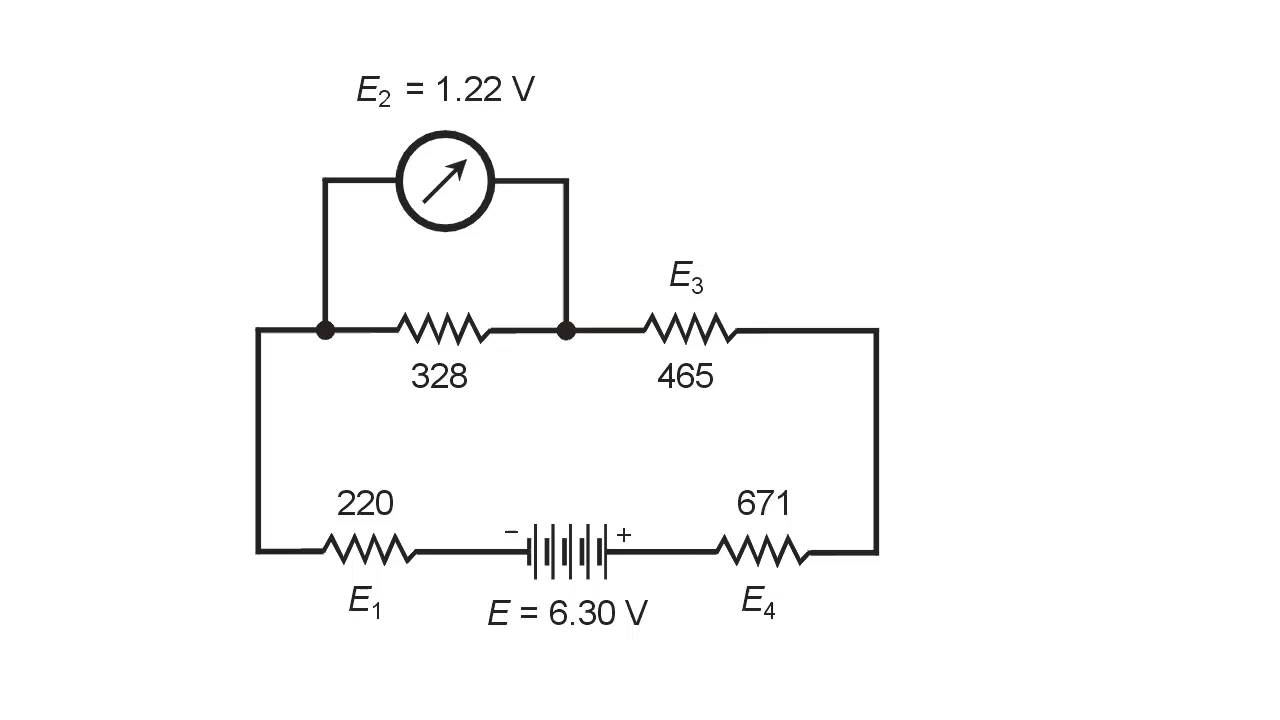 E₂ = 1.22 V
E₃
328
465
220
671
− +
E₁
E = 6.30 V
E₄